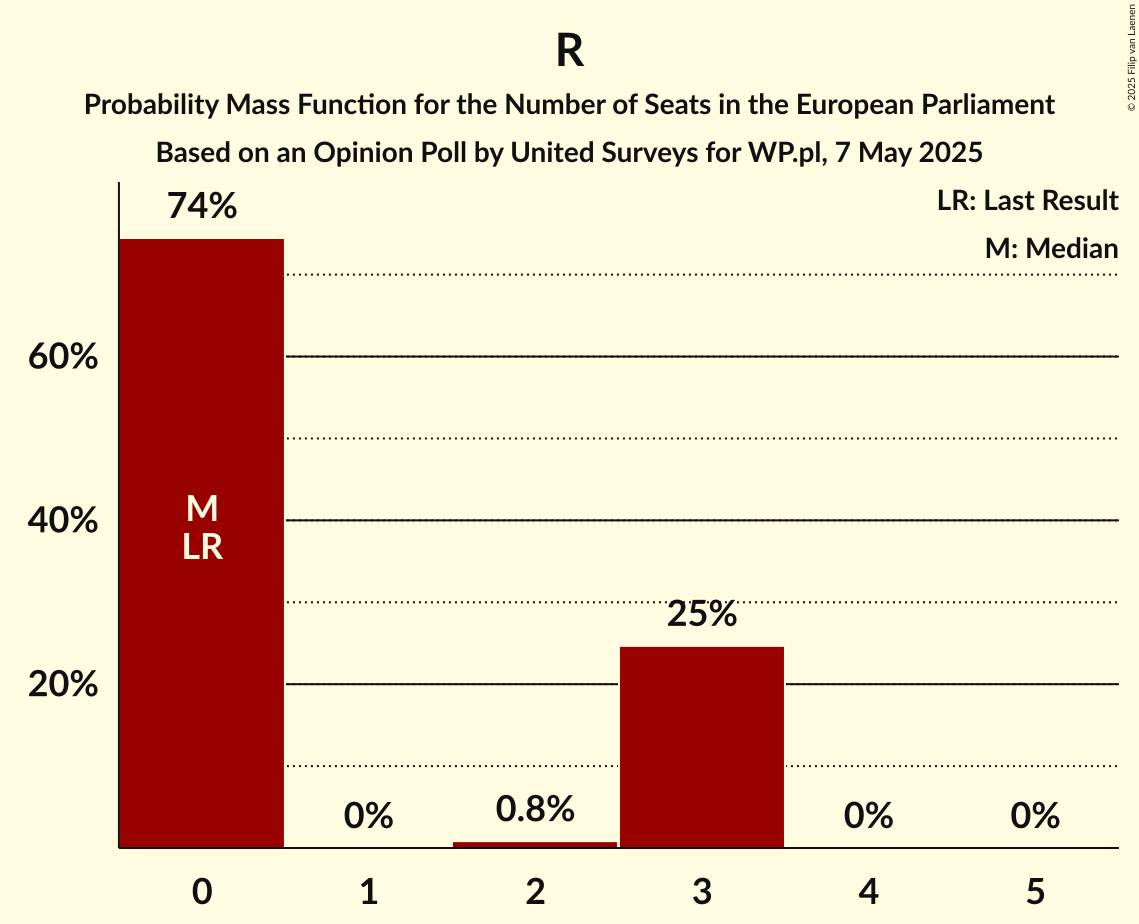 R
Probability Mass Function for the Number of Seats in the European Parliament
Based on an Opinion Poll by United Surveys for WP.pl, 7 May 2025
© 2025 Filip van Laenen
LR: Last Result
M: Median
74%
60%
40%
20%
M
LR
0%
0.8%
25%
0%
0%
0
1
2
3
4
5